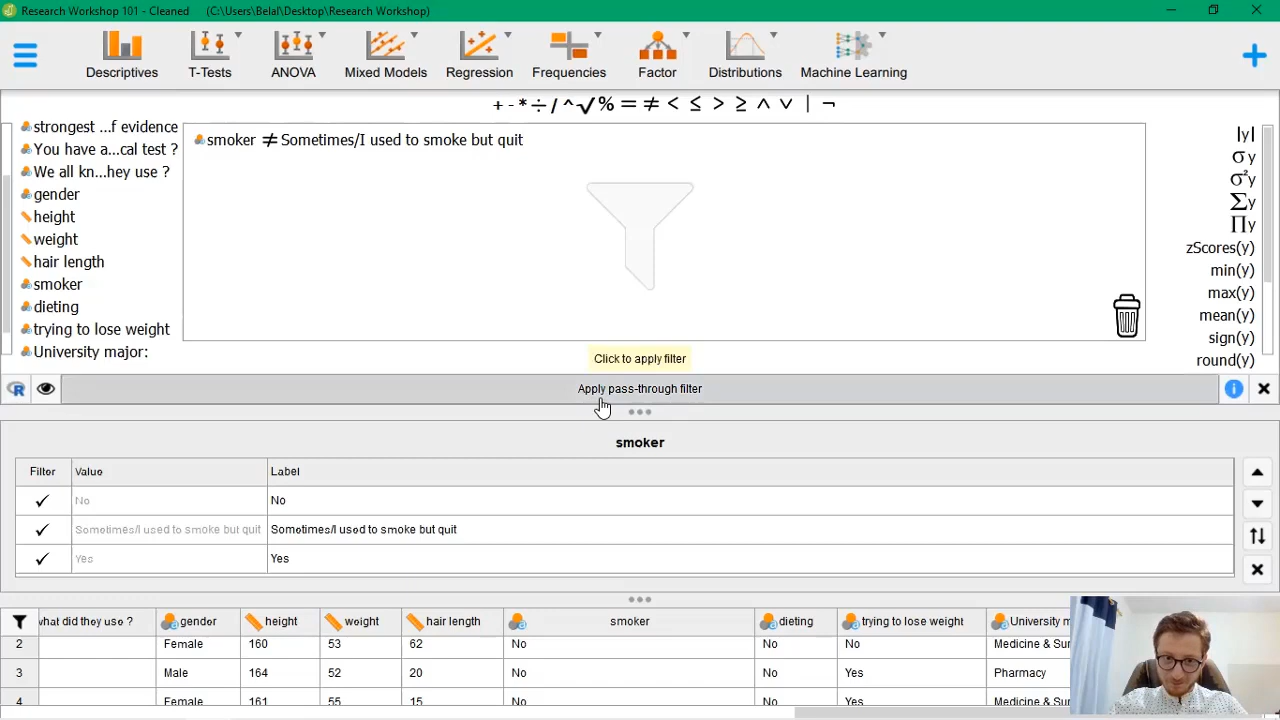 Research Workshop 101 - Cleaned (C:\Users\Belal\Desktop\Research Workshop)
Descriptives T-Tests ANOVA Mixed Models Regression Frequencies Factor Distributions Machine Learning
+ - * ÷ / ^ √ % = ≠ < ≤ > ≥ ∧ ∨ | ¬
strongest ...f evidence
You have a...cal test ?
We all kn...hey use ?
gender
height
weight
hair length
smoker
dieting
trying to lose weight
University major:
smoker ≠ Sometimes/I used to smoke but quit
|y|
σ y
σ²y
∑y
∏y
zScores(y)
min(y)
max(y)
mean(y)
sign(y)
round(y)
Click to apply filter
Apply pass-through filter
smoker
Filter Value Label
No No
Sometimes/I used to smoke but quit Sometimes/I used to smoke but quit
Yes Yes
what did they use ? gender height weight hair length smoker dieting trying to lose weight University m
2 Female 160 53 62 No No No Medicine & Sur
3 Male 164 52 20 No No Yes Pharmacy
4 Female 161 55 15 No No Yes Medicine & Sur